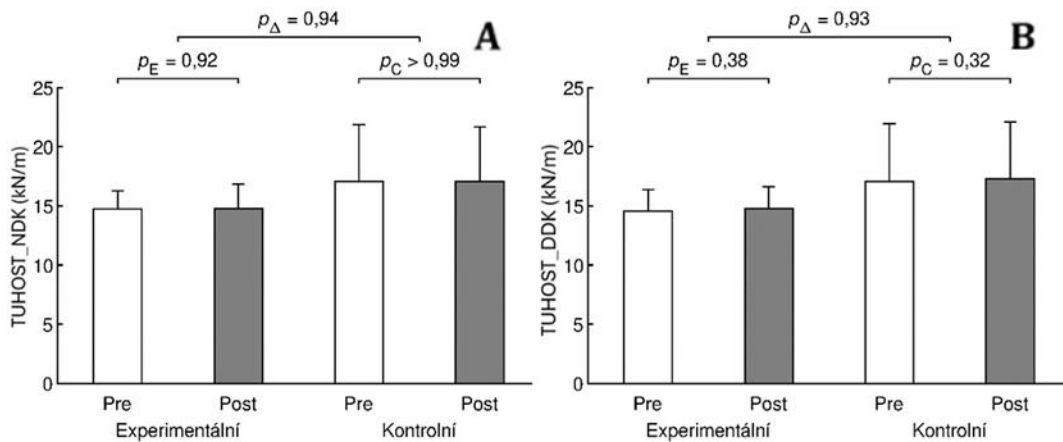 p_Δ = 0,94
A
p_E = 0,92
p_C > 0,99
25
20
15
10
5
0
TUHOST_NDK (kN/m)
Pre
Post
Pre
Post
Experimentální
Kontrolní
p_Δ = 0,93
B
p_E = 0,38
p_C = 0,32
25
20
15
10
5
0
TUHOST_DDK (kN/m)
Pre
Post
Pre
Post
Experimentální
Kontrolní